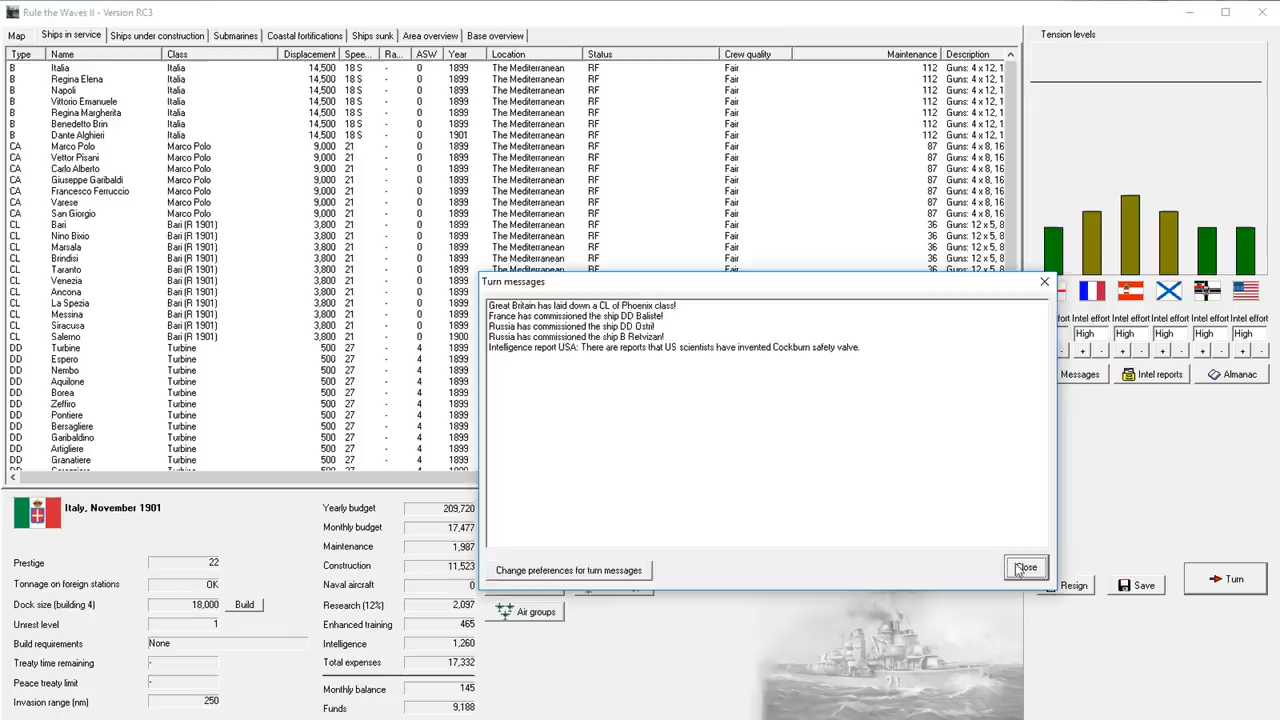 Rule the Waves II - Version RC3
Map Ships in service Ships under construction Submarines Coastal fortifications Ships sunk Area overview Base overview
Type Name Class Displacement Spee... Ra... ASW Year Location Status Crew quality Maintenance Description
B Italia Italia 14,500 18 S - 0 1899 The Mediterranean RF Fair 112 Guns: 4 x 12, 1
B Regina Elena Italia 14,500 18 S - 0 1899 The Mediterranean RF Fair 112 Guns: 4 x 12, 1
B Napoli Italia 14,500 18 S - 0 1899 The Mediterranean RF Fair 112 Guns: 4 x 12, 1
B Vittorio Emanuele Italia 14,500 18 S - 0 1899 The Mediterranean RF Fair 112 Guns: 4 x 12, 1
B Regina Margherita Italia 14,500 18 S - 0 1899 The Mediterranean RF Fair 112 Guns: 4 x 12, 1
B Benedetto Brin Italia 14,500 18 S - 0 1899 The Mediterranean RF Fair 112 Guns: 4 x 12, 1
B Dante Alghieri Italia 14,500 18 S - 0 1901 The Mediterranean RF Fair 112 Guns: 4 x 12, 1
CA Marco Polo Marco Polo 9,000 21 - 0 1899 The Mediterranean RF Fair 87 Guns: 4 x 8, 16
CA Vettor Pisani Marco Polo 9,000 21 - 0 1899 The Mediterranean RF Fair 87 Guns: 4 x 8, 16
CA Carlo Alberto Marco Polo 9,000 21 - 0 1899 The Mediterranean RF Fair 87 Guns: 4 x 8, 16
CA Giuseppe Garibaldi Marco Polo 9,000 21 - 0 1899 The Mediterranean RF Fair 87 Guns: 4 x 8, 16
CA Francesco Ferruccio Marco Polo 9,000 21 - 0 1899 The Mediterranean RF Fair 87 Guns: 4 x 8, 16
CA Varese Marco Polo 9,000 21 - 0 1899 The Mediterranean RF Fair 87 Guns: 4 x 8, 16
CA San Giorgio Marco Polo 9,000 21 - 0 1899 The Mediterranean RF Fair 87 Guns: 4 x 8, 16
CL Bari Bari (R 1901) 3,800 21 - 0 1899 The Mediterranean RF Fair 36 Guns: 12 x 5, 8
CL Nino Bixio Bari (R 1901) 3,800 21 - 0 1899 The Mediterranean RF Fair 36 Guns: 12 x 5, 8
CL Marsala Bari (R 1901) 3,800 21 - 0 1899 The Mediterranean RF Fair 36 Guns: 12 x 5, 8
CL Brindisi Bari (R 1901) 3,800 21 - 0 1899 The Mediterranean RF Fair 36 Guns: 12 x 5, 8
CL Taranto Bari (R 1901) 3,800 21 - 0 1899 The Mediterranean RF Fair 36 Guns: 12 x 5, 8
CL Venezia Bari (R 1901) 3,800 21 - 0 1899
CL Ancona Bari (R 1901) 3,800 21 - 0 1899
CL La Spezia Bari (R 1901) 3,800 21 - 0 1899
CL Messina Bari (R 1901) 3,800 21 - 0 1899
CL Siracusa Bari (R 1901) 3,800 21 - 0 1899
CL Salerno Bari (R 1901) 3,800 21 - 0 1900
DD Turbine Turbine 500 27 - 4 1899
DD Espero Turbine 500 27 - 4 1899
DD Nembo Turbine 500 27 - 4 1899
DD Aquilone Turbine 500 27 - 4 1899
DD Borea Turbine 500 27 - 4 1899
DD Zeffiro Turbine 500 27 - 4 1899
DD Pontiere Turbine 500 27 - 4 1899
DD Bersagliere Turbine 500 27 - 4 1899
DD Garibaldino Turbine 500 27 - 4 1899
DD Artigliere Turbine 500 27 - 4 1899
DD Granatiere Turbine 500 27 - 4 1899
Tension levels
Intel effort Intel effort Intel effort Intel effort Intel effort
High High High High High
+ - + - + - + - + -
Messages Intel reports Almanac
Turn messages
Great Britain has laid down a CL of Phoenix class!
France has commissioned the ship DD Baliste!
Russia has commissioned the ship DD Ostri!
Russia has commissioned the ship B Retvizan!
Intelligence report USA: There are reports that US scientists have invented Cockburn safety valve.
Change preferences for turn messages
Italy, November 1901
Prestige 22
Tonnage on foreign stations OK
Dock size (building 4) 18,000 Build
Unrest level 1
Build requirements None
Treaty time remaining -
Peace treaty limit -
Invasion range (nm) 250
Yearly budget 209,720
Monthly budget 17,477
Maintenance 1,987
Construction 11,523
Naval aircraft 0
Research (12%) 2,097
Enhanced training 465
Intelligence 1,260
Total expenses 17,332
Monthly balance 145
Funds 9,188
Air groups
Resign Save Turn